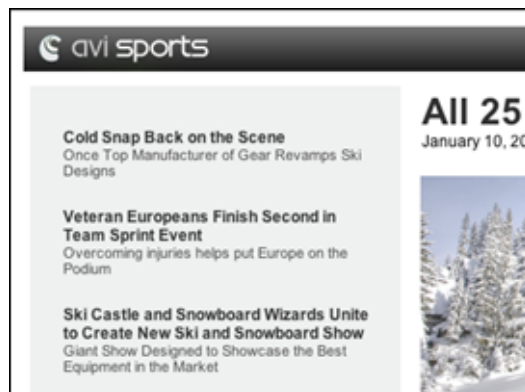 avi sports
Cold Snap Back on the Scene
Once Top Manufacturer of Gear Revamps Ski
Designs
Veteran Europeans Finish Second in
Team Sprint Event
Overcoming injuries helps put Europe on the
Podium
Ski Castle and Snowboard Wizards Unite
to Create New Ski and Snowboard Show
Giant Show Designed to Showcase the Best
Equipment in the Market
All 25
January 10, 20